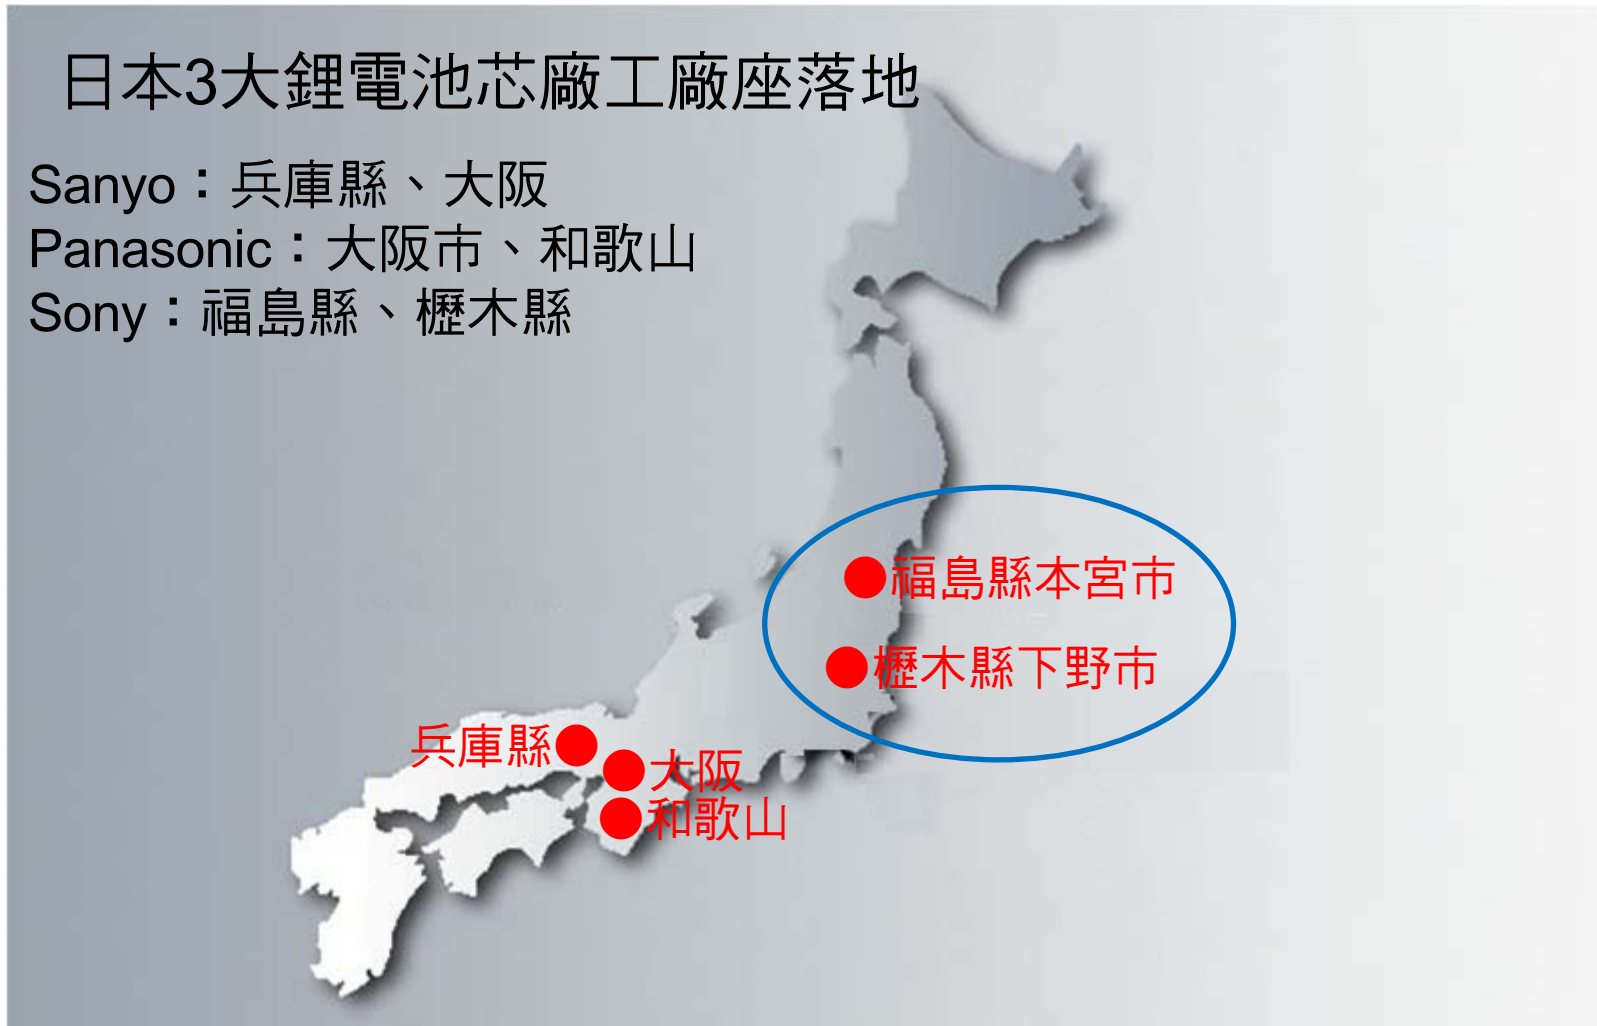 日本3大鋰電池芯廠工廠座落地
Sanyo：兵庫縣、大阪
Panasonic：大阪市、和歌山
Sony：福島縣、櫪木縣
福島縣本宮市
櫪木縣下野市
兵庫縣
大阪
和歌山